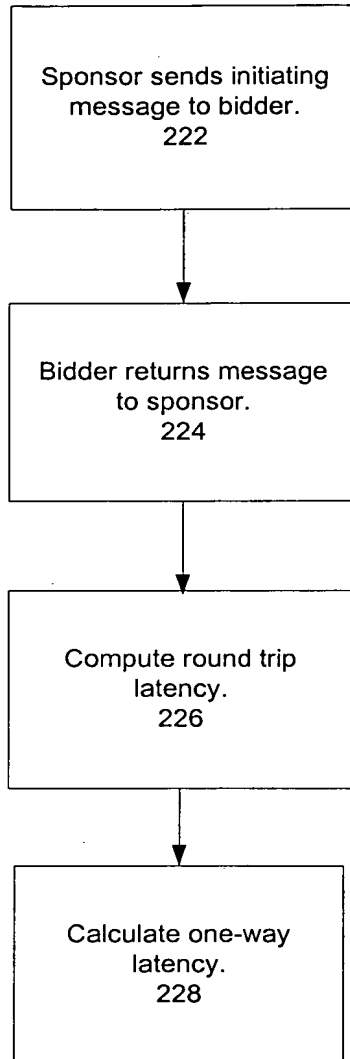 Sponsor sends initiating
message to bidder.
222
Bidder returns message
to sponsor.
224
Compute round trip
latency.
226
Calculate one-way
latency.
228